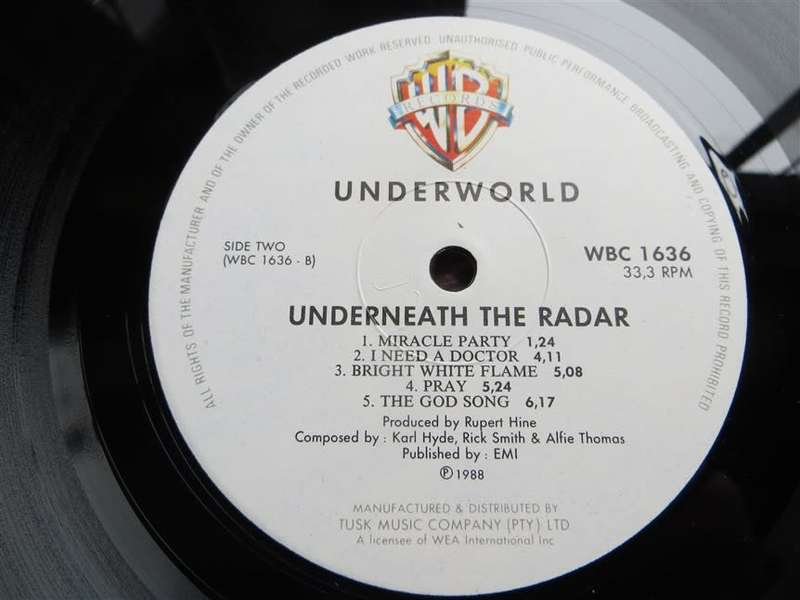 ALL RIGHTS OF THE MANUFACTURER AND OF THE OWNER OF THE RECORDED WORK RESERVED. UNAUTHORISED PUBLIC PERFORMANCE BROADCASTING AND COPYING OF THIS RECORD PROHIBITED
WB
RECORDS
UNDERWORLD
SIDE TWO
(WBC 1636 - B)
WBC 1636
33,3 RPM
UNDERNEATH THE RADAR
1. MIRACLE PARTY 1,24
2. I NEED A DOCTOR 4,11
3. BRIGHT WHITE FLAME 5,08
4. PRAY 5,24
5. THE GOD SONG 6,17
Produced by Rupert Hine
Composed by : Karl Hyde, Rick Smith & Alfie Thomas
Published by : EMI
℗ 1988
MANUFACTURED & DISTRIBUTED BY
TUSK MUSIC COMPANY (PTY) LTD
A licensee of WEA International Inc